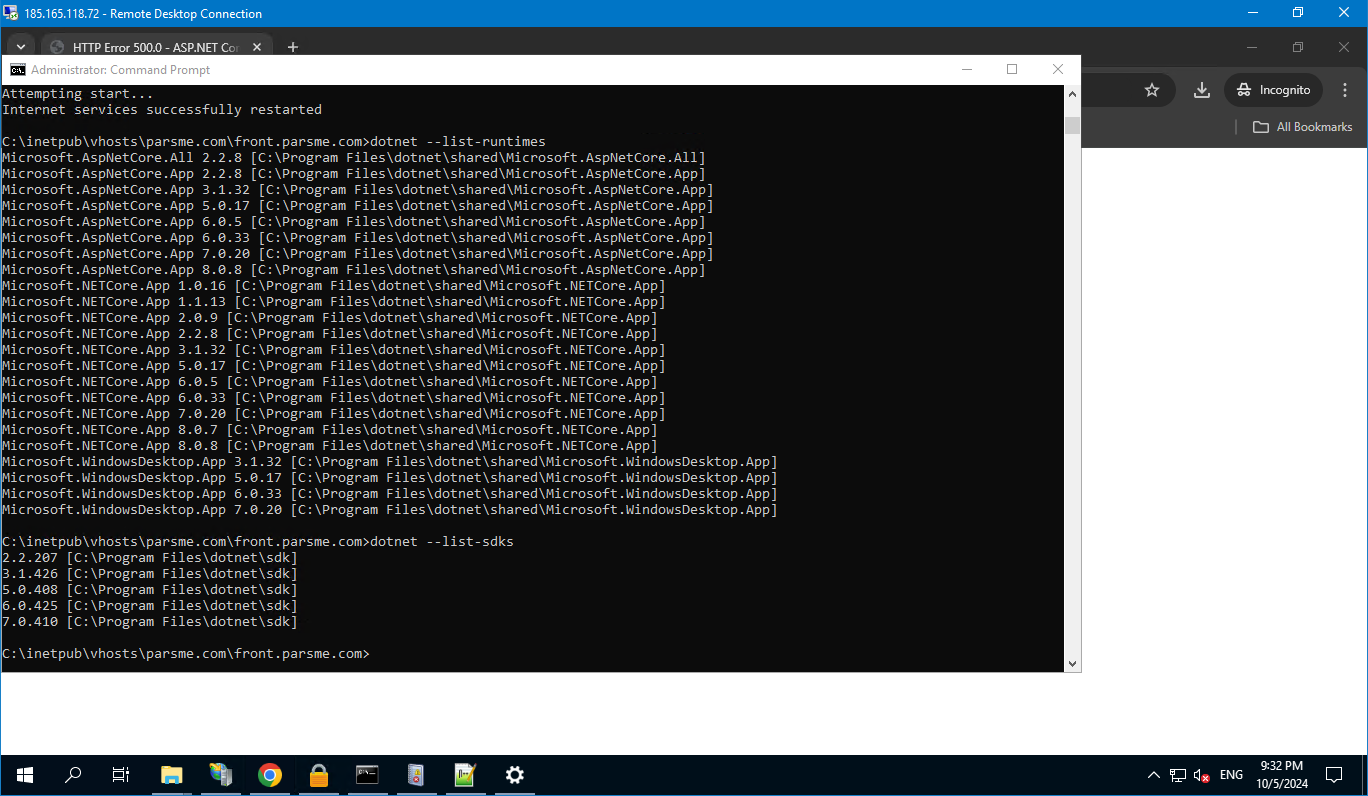 185.165.118.72 - Remote Desktop Connection
HTTP Error 500.0 - ASP.NET Co
Administrator: Command Prompt
Incognito
All Bookmarks
Attempting start...
Internet services successfully restarted
C:\inetpub\vhosts\parsme.com\front.parsme.com>dotnet --list-runtimes
Microsoft.AspNetCore.All 2.2.8 [C:\Program Files\dotnet\shared\Microsoft.AspNetCore.All]
Microsoft.AspNetCore.App 2.2.8 [C:\Program Files\dotnet\shared\Microsoft.AspNetCore.App]
Microsoft.AspNetCore.App 3.1.32 [C:\Program Files\dotnet\shared\Microsoft.AspNetCore.App]
Microsoft.AspNetCore.App 5.0.17 [C:\Program Files\dotnet\shared\Microsoft.AspNetCore.App]
Microsoft.AspNetCore.App 6.0.5 [C:\Program Files\dotnet\shared\Microsoft.AspNetCore.App]
Microsoft.AspNetCore.App 6.0.33 [C:\Program Files\dotnet\shared\Microsoft.AspNetCore.App]
Microsoft.AspNetCore.App 7.0.20 [C:\Program Files\dotnet\shared\Microsoft.AspNetCore.App]
Microsoft.AspNetCore.App 8.0.8 [C:\Program Files\dotnet\shared\Microsoft.AspNetCore.App]
Microsoft.NETCore.App 1.0.16 [C:\Program Files\dotnet\shared\Microsoft.NETCore.App]
Microsoft.NETCore.App 1.1.13 [C:\Program Files\dotnet\shared\Microsoft.NETCore.App]
Microsoft.NETCore.App 2.0.9 [C:\Program Files\dotnet\shared\Microsoft.NETCore.App]
Microsoft.NETCore.App 2.2.8 [C:\Program Files\dotnet\shared\Microsoft.NETCore.App]
Microsoft.NETCore.App 3.1.32 [C:\Program Files\dotnet\shared\Microsoft.NETCore.App]
Microsoft.NETCore.App 5.0.17 [C:\Program Files\dotnet\shared\Microsoft.NETCore.App]
Microsoft.NETCore.App 6.0.5 [C:\Program Files\dotnet\shared\Microsoft.NETCore.App]
Microsoft.NETCore.App 6.0.33 [C:\Program Files\dotnet\shared\Microsoft.NETCore.App]
Microsoft.NETCore.App 7.0.20 [C:\Program Files\dotnet\shared\Microsoft.NETCore.App]
Microsoft.NETCore.App 8.0.7 [C:\Program Files\dotnet\shared\Microsoft.NETCore.App]
Microsoft.NETCore.App 8.0.8 [C:\Program Files\dotnet\shared\Microsoft.NETCore.App]
Microsoft.WindowsDesktop.App 3.1.32 [C:\Program Files\dotnet\shared\Microsoft.WindowsDesktop.App]
Microsoft.WindowsDesktop.App 5.0.17 [C:\Program Files\dotnet\shared\Microsoft.WindowsDesktop.App]
Microsoft.WindowsDesktop.App 6.0.33 [C:\Program Files\dotnet\shared\Microsoft.WindowsDesktop.App]
Microsoft.WindowsDesktop.App 7.0.20 [C:\Program Files\dotnet\shared\Microsoft.WindowsDesktop.App]
C:\inetpub\vhosts\parsme.com\front.parsme.com>dotnet --list-sdks
2.2.207 [C:\Program Files\dotnet\sdk]
3.1.426 [C:\Program Files\dotnet\sdk]
5.0.408 [C:\Program Files\dotnet\sdk]
6.0.425 [C:\Program Files\dotnet\sdk]
7.0.410 [C:\Program Files\dotnet\sdk]
C:\inetpub\vhosts\parsme.com\front.parsme.com>
ENG
9:32 PM
10/5/2024